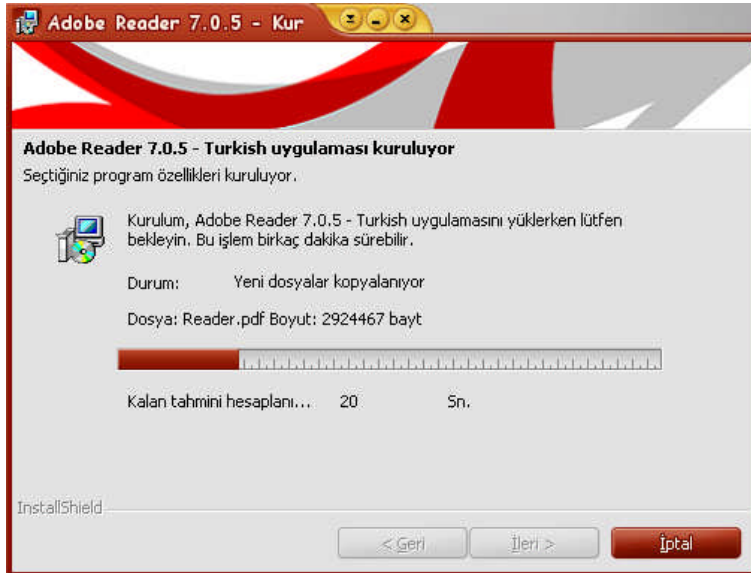 Adobe Reader 7.0.5 - Kur
Adobe Reader 7.0.5 - Turkish uygulaması kuruluyor
Seçtiğiniz program özellikleri kuruluyor.
Kurulum, Adobe Reader 7.0.5 - Turkish uygulamasını yüklerken lütfen
bekleyin. Bu işlem birkaç dakika sürebilir.
Durum: Yeni dosyalar kopyalanıyor
Dosya: Reader.pdf Boyut: 2924467 bayt
Kalan tahmini hesaplanı... 20 Sn.
InstallShield
< Geri İleri > İptal